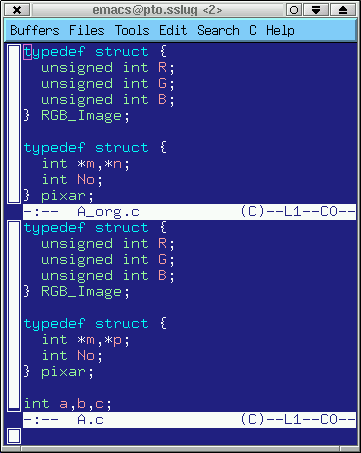 emacs@pto.sslug <2>
Buffers Files Tools Edit Search C Help
typedef struct {
  unsigned int R;
  unsigned int G;
  unsigned int B;
} RGB_Image;

typedef struct {
  int *m,*n;
  int No;
} pixar;
-:--  A_org.c          (C)--L1--C0--
typedef struct {
  unsigned int R;
  unsigned int G;
  unsigned int B;
} RGB_Image;

typedef struct {
  int *m,*p;
  int No;
} pixar;

int a,b,c;
-:--  A.c              (C)--L1--C0--